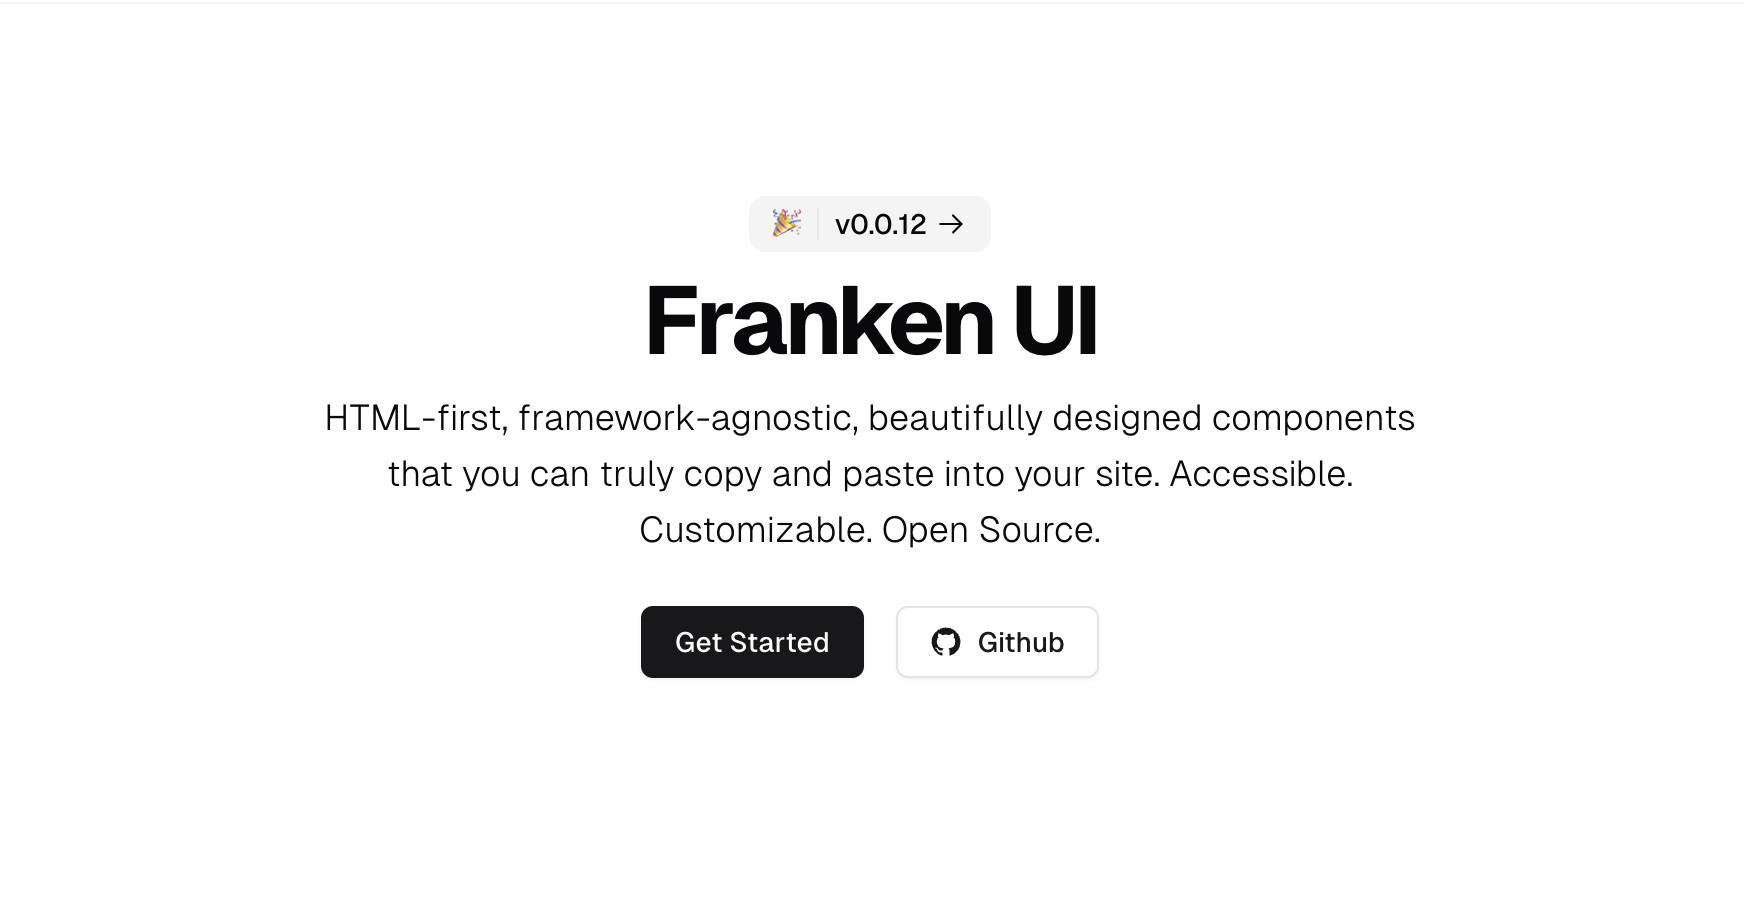 🎉 v0.0.12 →
Franken UI
HTML-first, framework-agnostic, beautifully designed components
that you can truly copy and paste into your site. Accessible.
Customizable. Open Source.
Get Started
Github